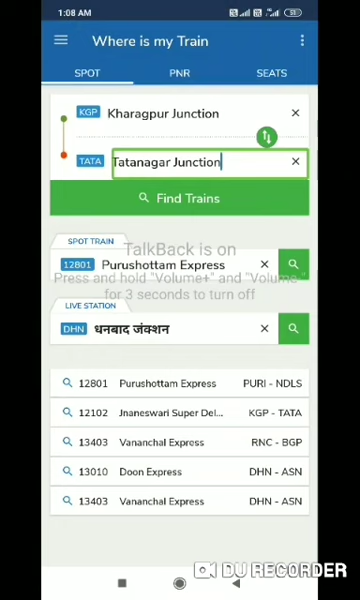 1:08 AM
Where is my Train
SPOT PNR SEATS
KGP Kharagpur Junction
TATA Tatanagar Junction
Find Trains
SPOT TRAIN
TalkBack is on
12801 Purushottam Express
Press and hold "Volume+" and "Volume-"
for 3 seconds to turn off
LIVE STATION
DHN धनबाद जंक्शन
12801 Purushottam Express PURI - NDLS
12102 Jnaneswari Super Del... KGP - TATA
13403 Vananchal Express RNC - BGP
13010 Doon Express DHN - ASN
13403 Vananchal Express DHN - ASN
DU RECORDER